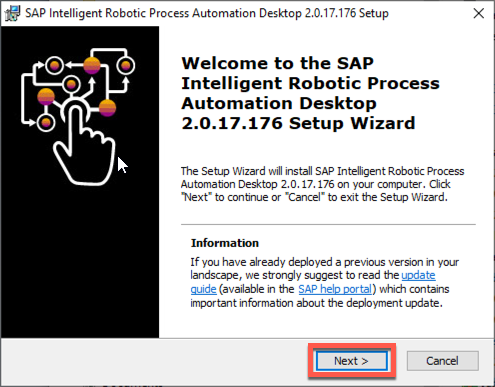 SAP Intelligent Robotic Process Automation Desktop 2.0.17.176 Setup
Welcome to the SAP
Intelligent Robotic Process
Automation Desktop
2.0.17.176 Setup Wizard
The Setup Wizard will install SAP Intelligent Robotic Process
Automation Desktop 2.0.17.176 on your computer. Click
"Next" to continue or "Cancel" to exit the Setup Wizard.
Information
If you have already deployed a previous version in your
landscape, we strongly suggest to read the update
guide (available in the SAP help portal) which contains
important information about the deployment update.
Next >
Cancel